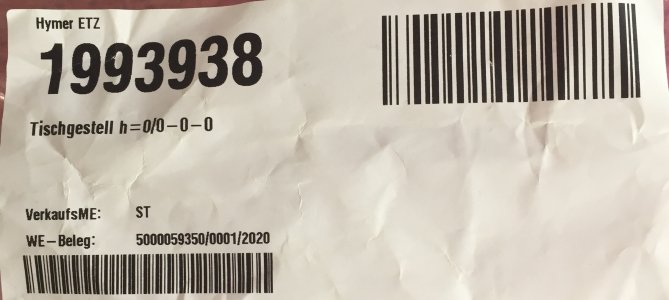 Hymer ETZ
1993938
Tischgestell h=0/0-0-0
VerkaufsME: ST
WE-Beleg: 5000059350/0001/2020